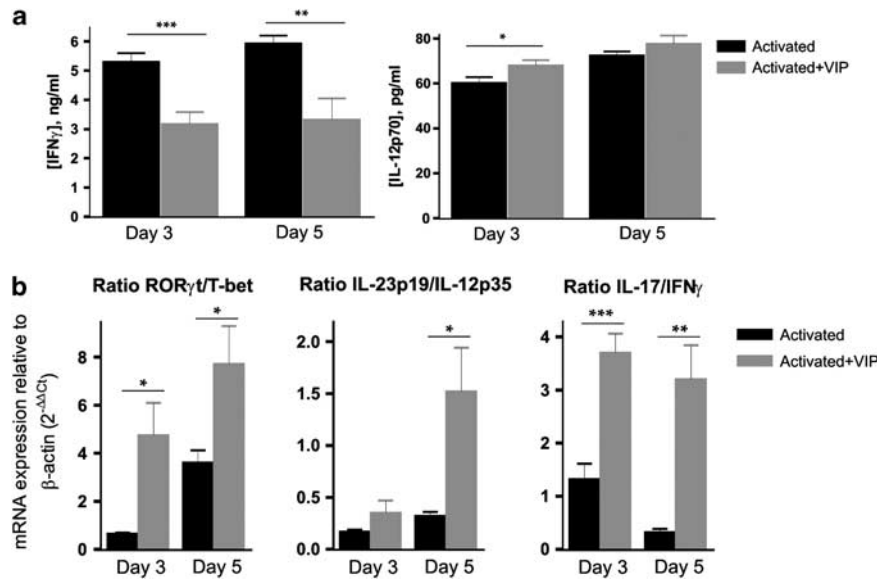 a
[IFNγ], ng/ml
6
5
4
3
2
1
0
***
**
Day 3
Day 5
[IL-12p70], pg/ml
100
80
60
40
20
0
*
Day 3
Day 5
Activated
Activated+VIP
b
mRNA expression relative to
β-actin (2^-ΔΔCt)
Ratio RORγt/T-bet
8
6
4
2
0
*
*
Day 3
Day 5
Ratio IL-23p19/IL-12p35
2.0
1.5
1.0
0.5
0.0
*
Day 3
Day 5
Ratio IL-17/IFNγ
4
3
2
1
0
***
**
Day 3
Day 5
Activated
Activated+VIP